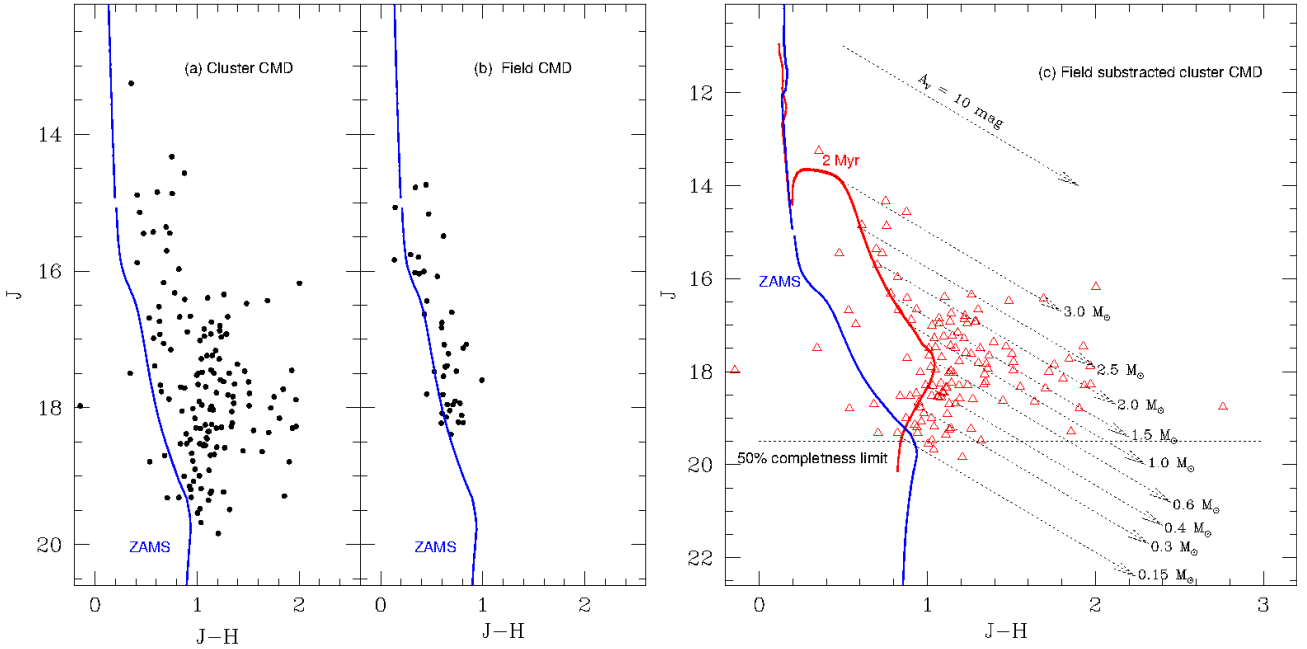 (a) Cluster CMD
14
16
18
20
J
ZAMS
0
1
2
J−H
(b) Field CMD
ZAMS
0
1
2
J−H
(c) Field substracted cluster CMD
A_V = 10 mag
2 Myr
ZAMS
12
14
16
18
20
22
J
3.0 M⊙
2.5 M⊙
2.0 M⊙
1.5 M⊙
1.0 M⊙
0.6 M⊙
0.4 M⊙
0.3 M⊙
0.15 M⊙
50% completness limit
0
1
2
3
J−H